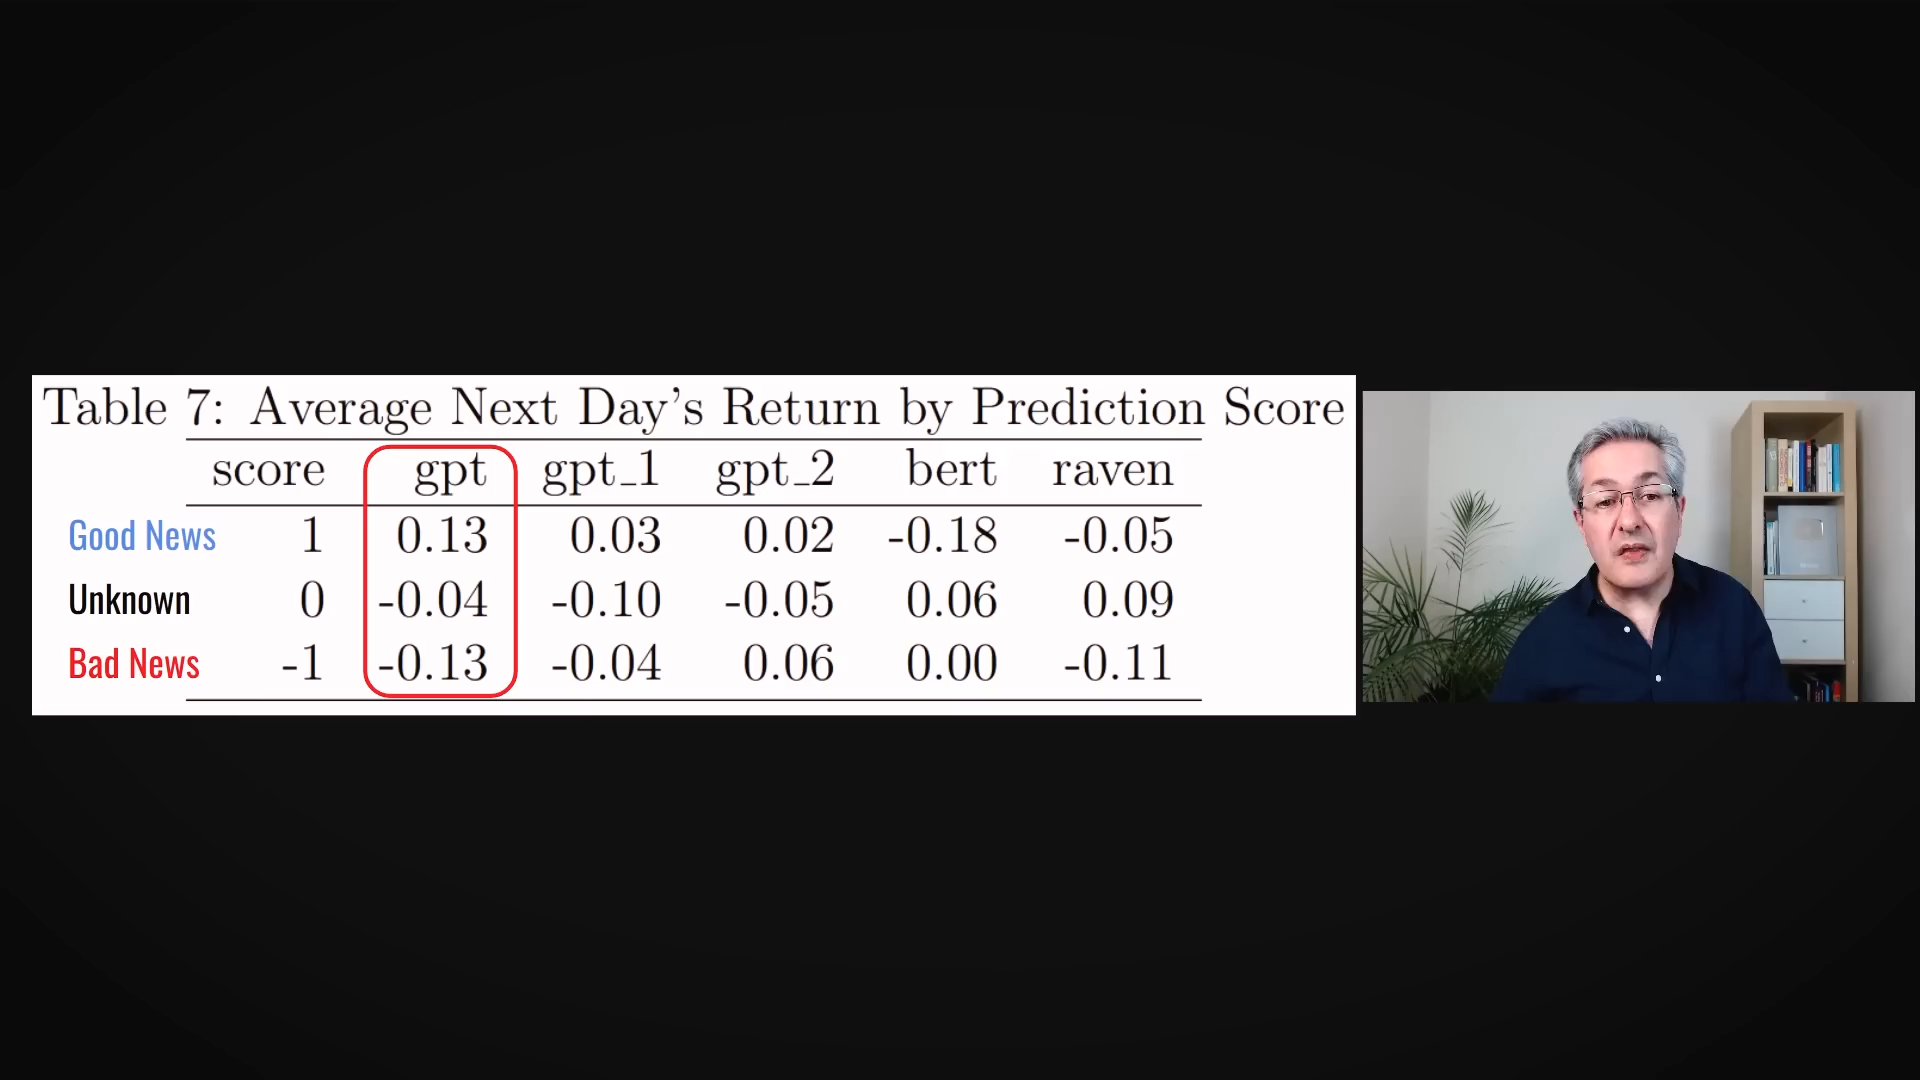 Table 7: Average Next Day's Return by Prediction Score
score gpt gpt_1 gpt_2 bert raven
Good News 1 0.13 0.03 0.02 -0.18 -0.05
Unknown 0 -0.04 -0.10 -0.05 0.06 0.09
Bad News -1 -0.13 -0.04 0.06 0.00 -0.11